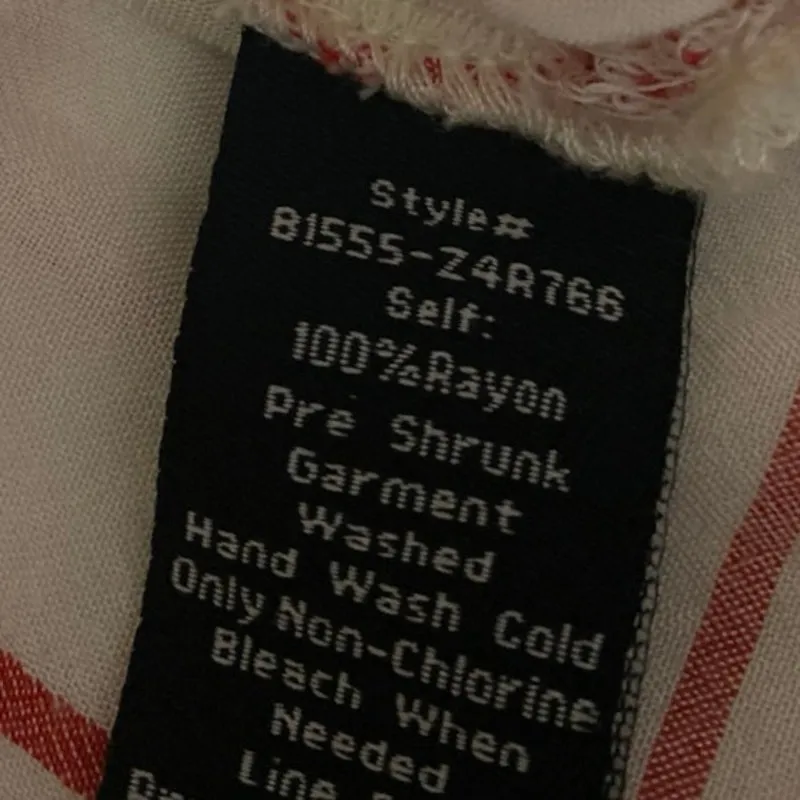 Style#
B1555-Z4R766
Self:
100%Rayon
Pre Shrunk
Garment
Washed
Hand Wash Cold
Only Non-Chlorine
Bleach When
Needed
Line